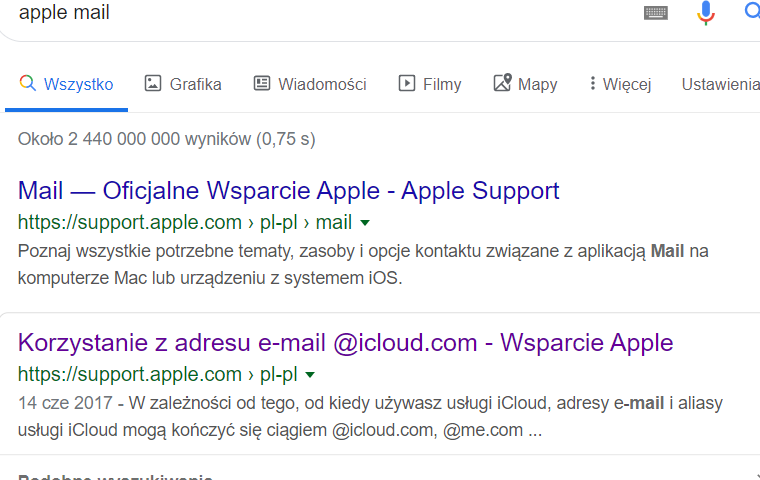 apple mail
Wszystko Grafika Wiadomości Filmy Mapy Więcej Ustawienia
Około 2 440 000 000 wyników (0,75 s)
Mail — Oficjalne Wsparcie Apple - Apple Support
https://support.apple.com › pl-pl › mail
Poznaj wszystkie potrzebne tematy, zasoby i opcje kontaktu związane z aplikacją Mail na
komputerze Mac lub urządzeniu z systemem iOS.
Korzystanie z adresu e-mail @icloud.com - Wsparcie Apple
https://support.apple.com › pl-pl
14 cze 2017 - W zależności od tego, od kiedy używasz usługi iCloud, adresy e-mail i aliasy
usługi iCloud mogą kończyć się ciągiem @icloud.com, @me.com ...